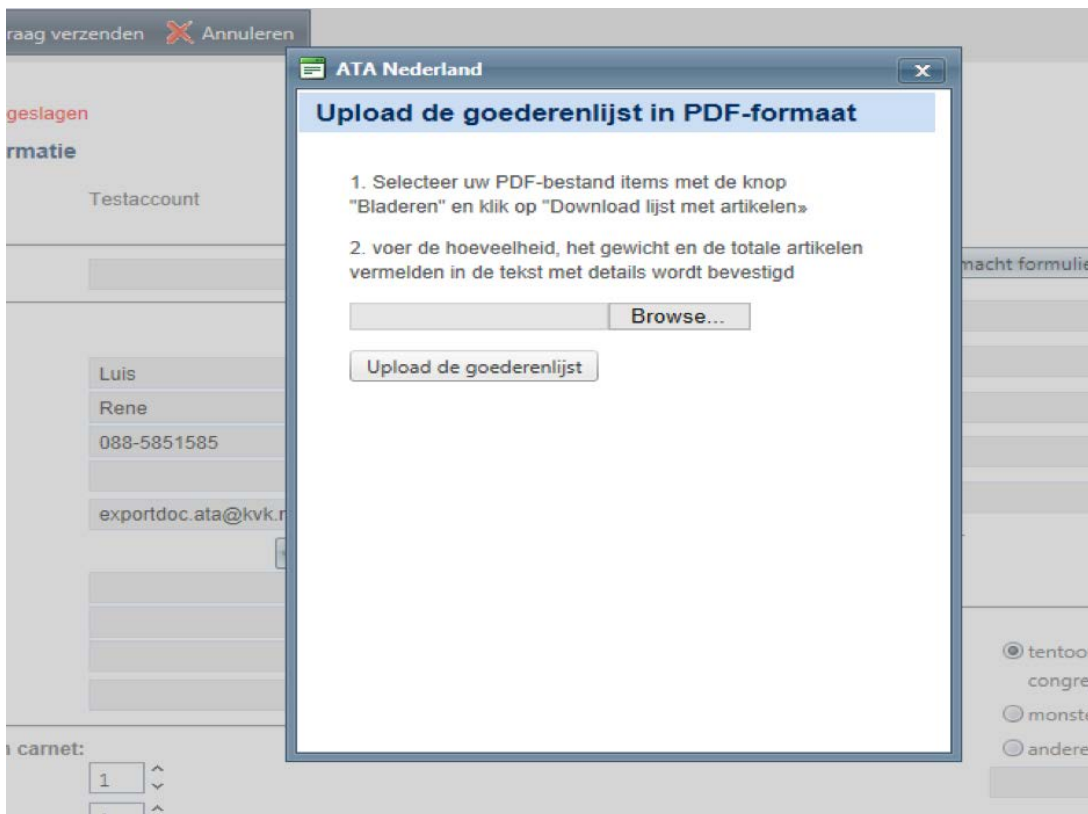 raag verzenden Annuleren
ATA Nederland
x
Upload de goederenlijst in PDF-formaat
geslagen
rmatie
Testaccount
1. Selecteer uw PDF-bestand items met de knop
"Bladeren" en klik op "Download lijst met artikelen»
2. voer de hoeveelheid, het gewicht en de totale artikelen
vermelden in de tekst met details wordt bevestigd
macht formulie
Browse...
Upload de goederenlijst
Luis
Rene
088-5851585
exportdoc.ata@kvk.n
tentoo
congre
monste
andere
carnet:
1